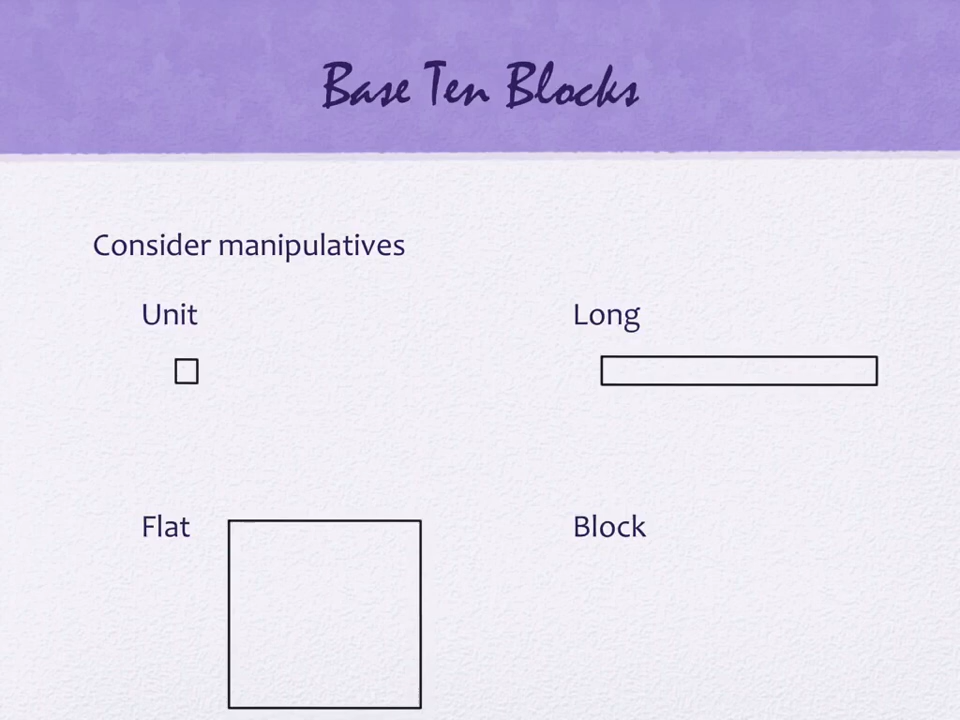 Base Ten Blocks
Consider manipulatives
Unit
Long
Flat
Block